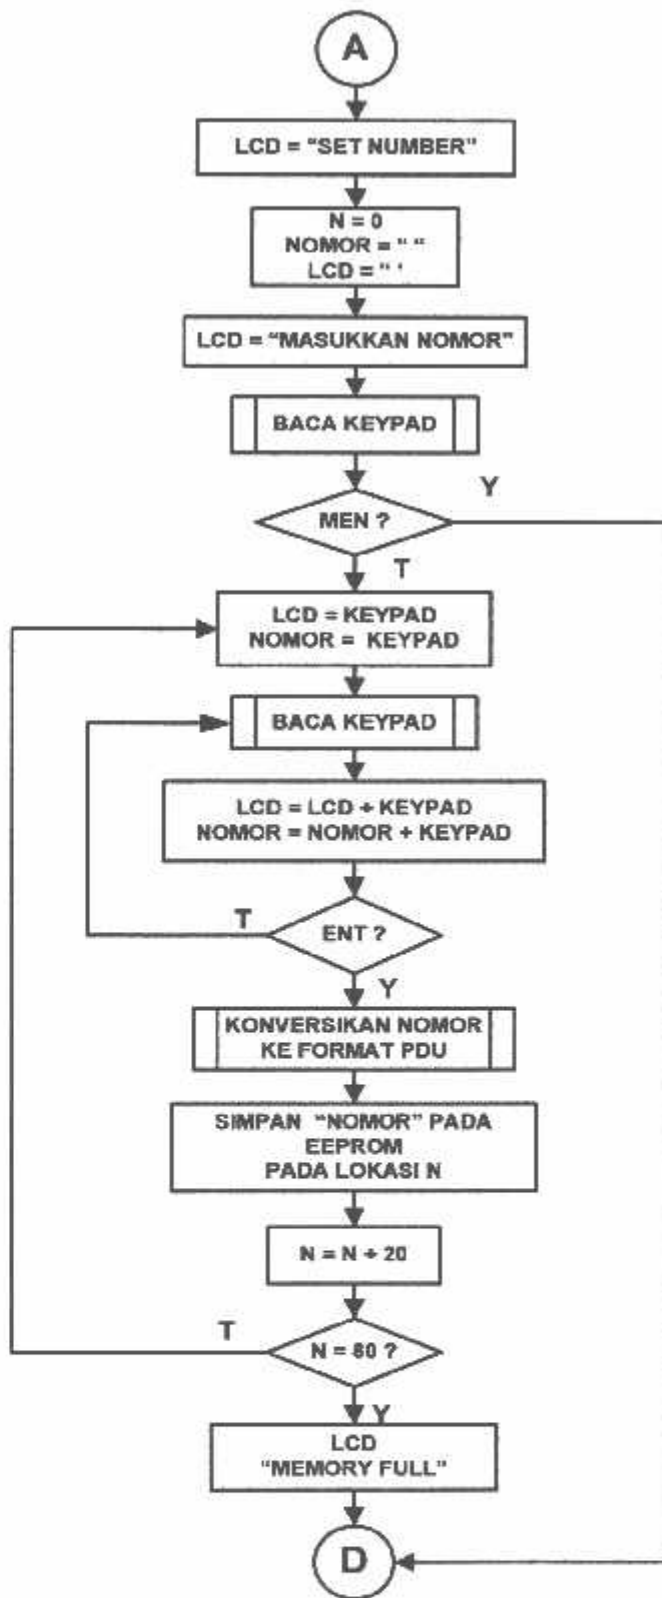 A
LCD = "SET NUMBER"
N = 0
NOMOR = " "
LCD = " '
LCD = "MASUKKAN NOMOR"
BACA KEYPAD
Y
MEN ?
T
LCD = KEYPAD
NOMOR = KEYPAD
BACA KEYPAD
LCD = LCD + KEYPAD
NOMOR = NOMOR + KEYPAD
T
ENT ?
Y
KONVERSIKAN NOMOR
KE FORMAT PDU
SIMPAN "NOMOR" PADA
EEPROM
PADA LOKASI N
N = N + 20
T
N = 80 ?
Y
LCD
"MEMORY FULL"
D